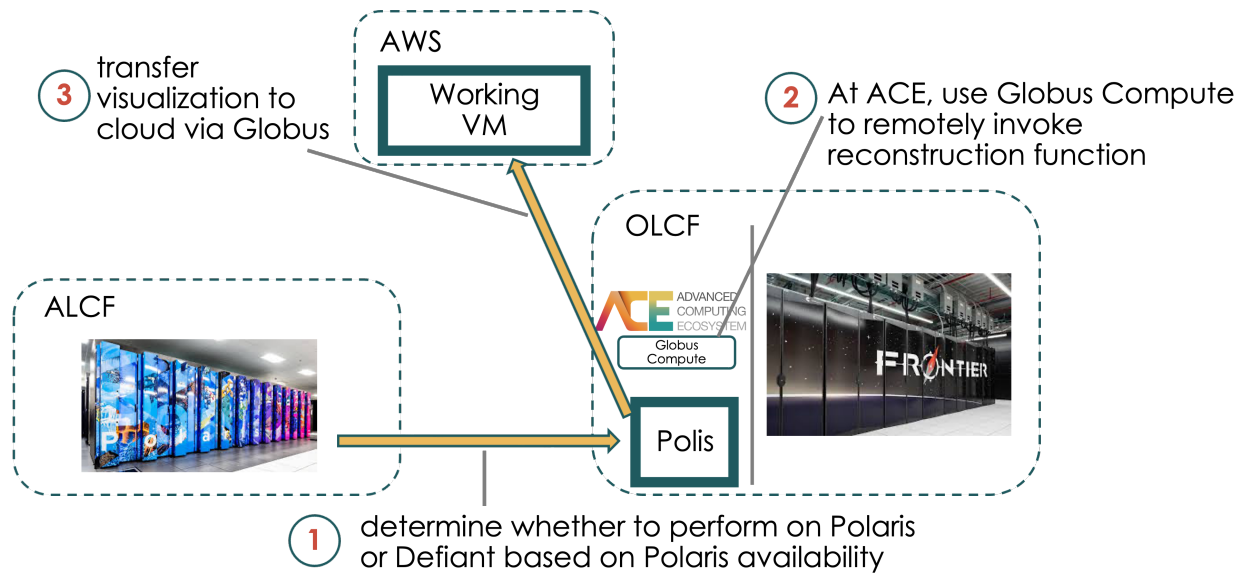 AWS
Working
VM
3
transfer
visualization to
cloud via Globus
2
At ACE, use Globus Compute
to remotely invoke
reconstruction function
OLCF
ACE
ADVANCED
COMPUTING
ECOSYSTEM
Globus
Compute
FRONTIER
Polis
ALCF
1
determine whether to perform on Polaris
or Defiant based on Polaris availability